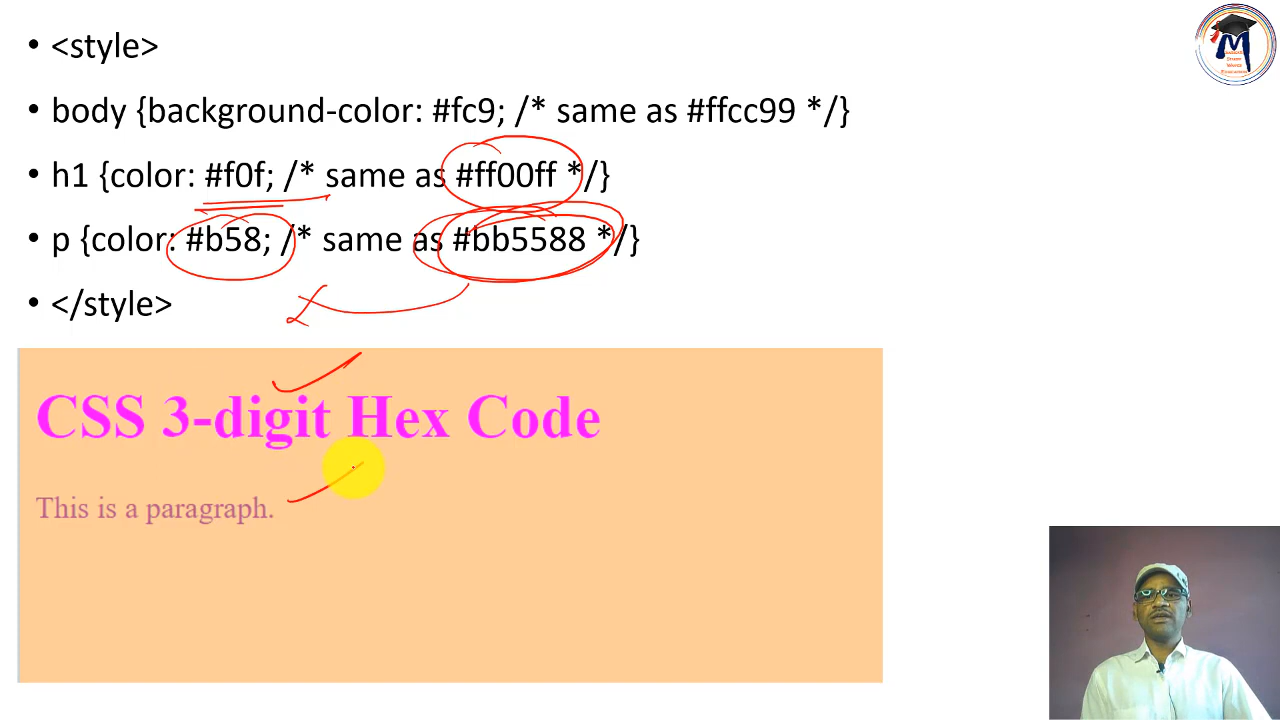 • <style>
• body {background-color: #fc9; /* same as #ffcc99 */}
• h1 {color: #f0f; /* same as #ff00ff */}
• p {color: #b58; /* same as #bb5588 */}
• </style>
CSS 3-digit Hex Code
This is a paragraph.